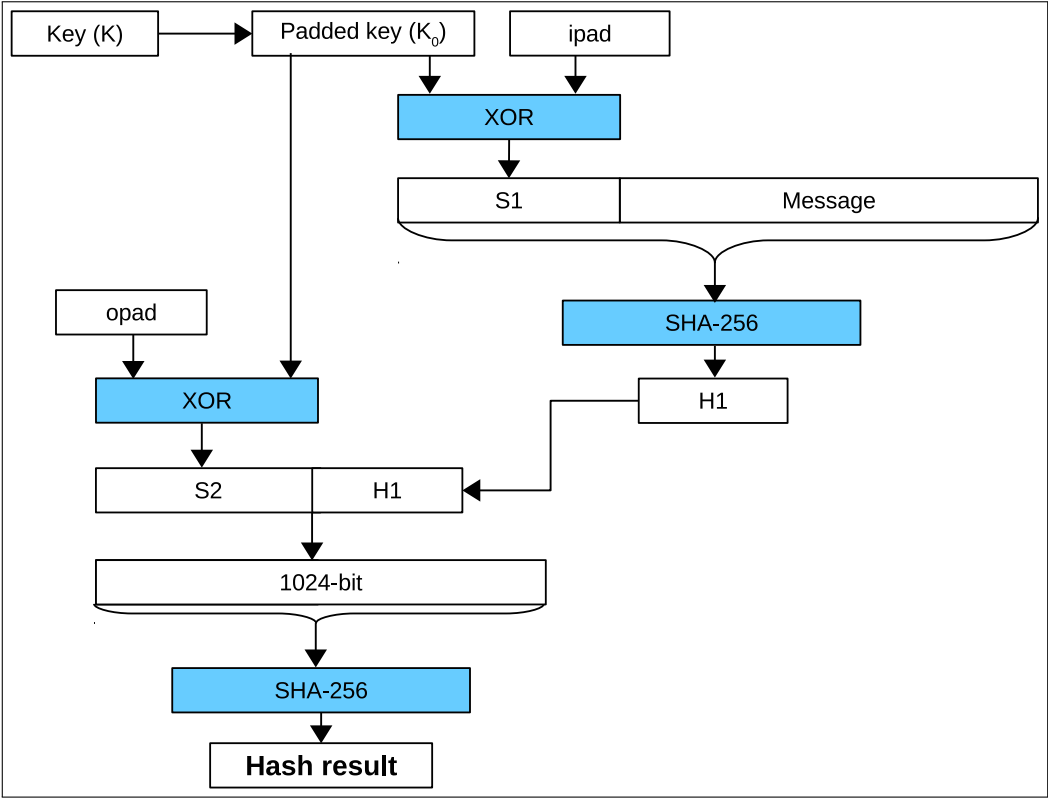 Key (K)
Padded key (K₀)
ipad
XOR
S1
Message
opad
SHA-256
XOR
H1
S2
H1
1024-bit
SHA-256
Hash result